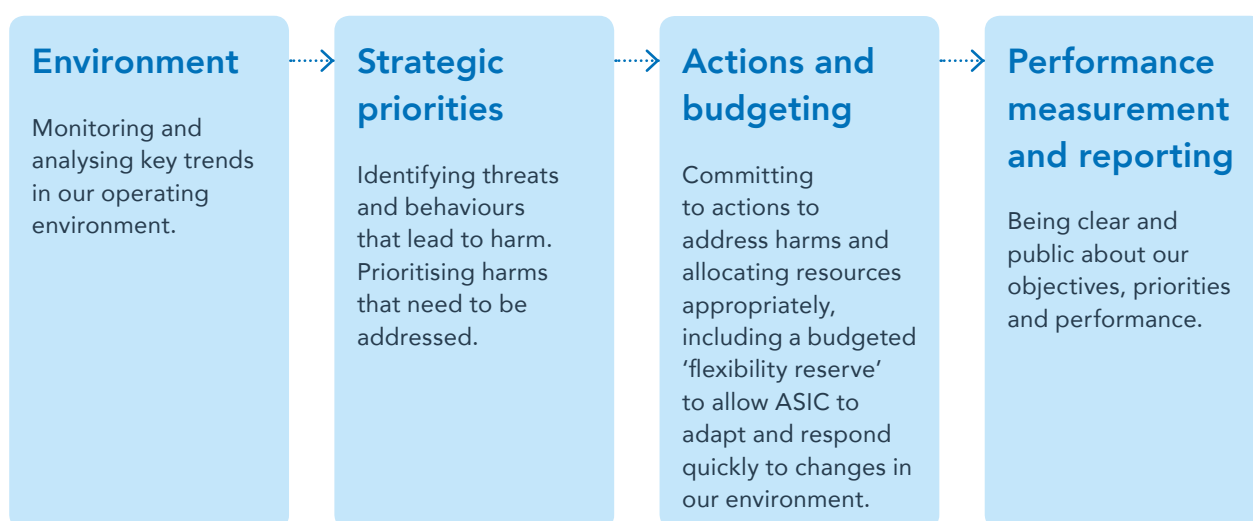 Environment
Monitoring and
analysing key trends
in our operating
environment.
Strategic
priorities
Identifying threats
and behaviours
that lead to harm.
Prioritising harms
that need to be
addressed.
Actions and
budgeting
Committing
to actions to
address harms and
allocating resources
appropriately,
including a budgeted
‘flexibility reserve’
to allow ASIC to
adapt and respond
quickly to changes in
our environment.
Performance
measurement
and reporting
Being clear and
public about our
objectives, priorities
and performance.